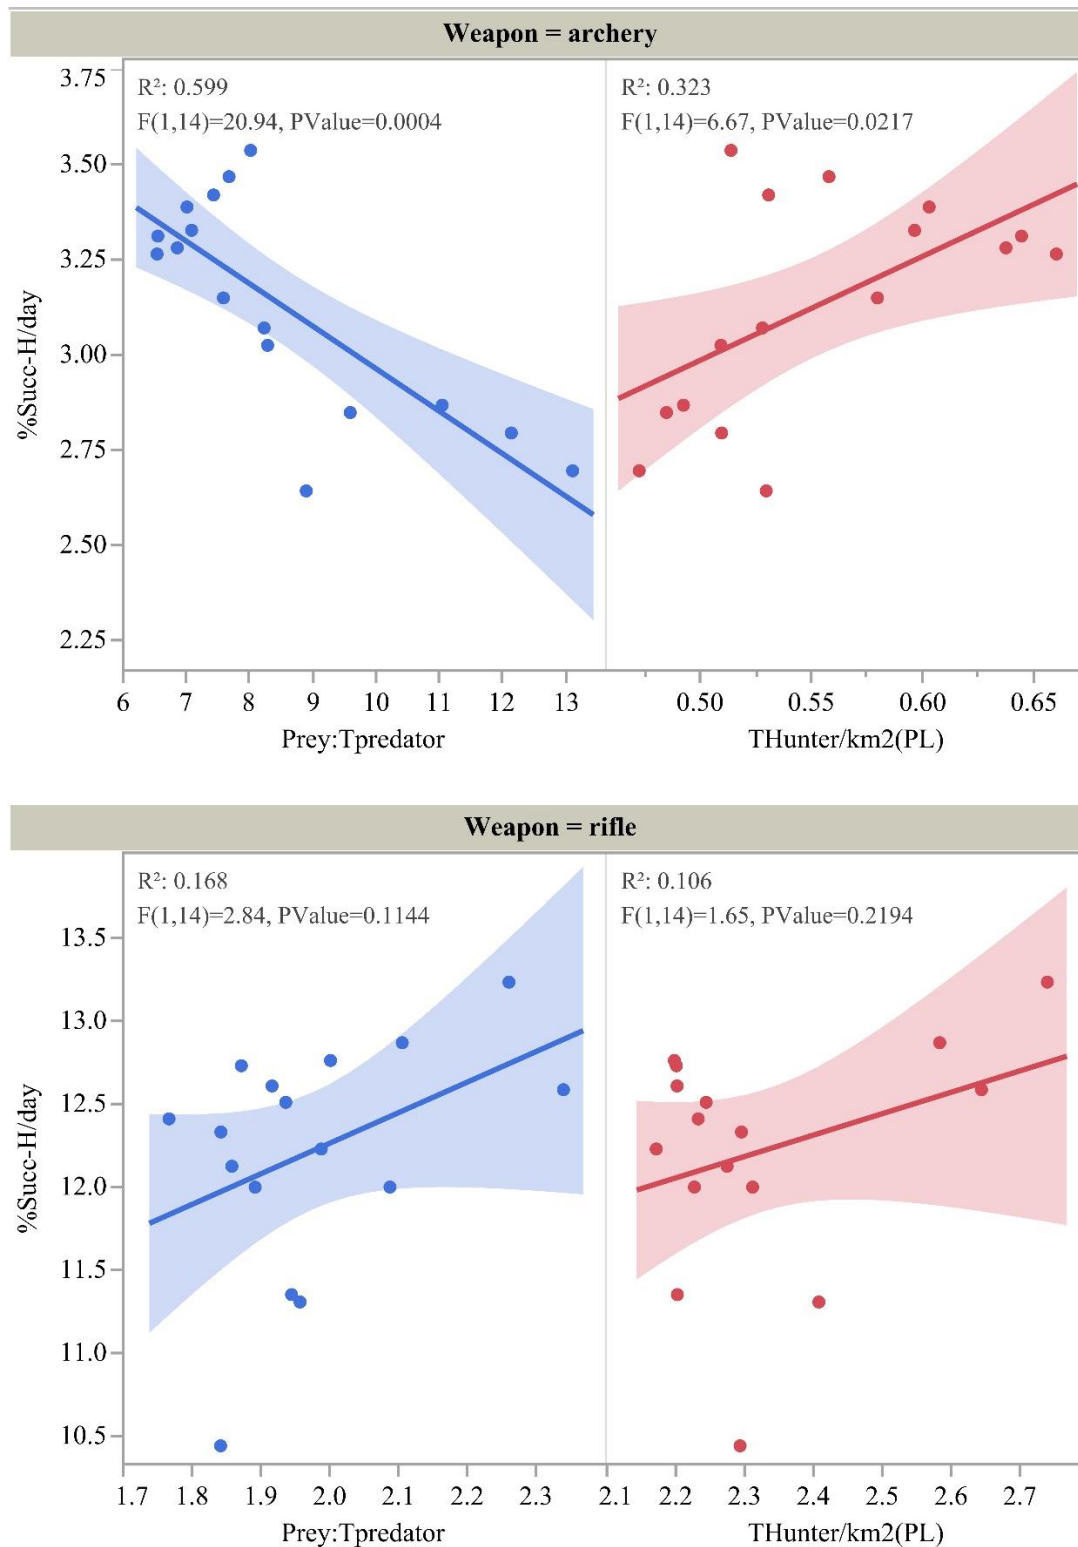 Weapon = archery
R²: 0.599
F(1,14)=20.94, PValue=0.0004
R²: 0.323
F(1,14)=6.67, PValue=0.0217
%Succ-H/day
3.75
3.50
3.25
3.00
2.75
2.50
2.25
6 7 8 9 10 11 12 13
0.50 0.55 0.60 0.65
Prey:Tpredator
THunter/km2(PL)
Weapon = rifle
R²: 0.168
F(1,14)=2.84, PValue=0.1144
R²: 0.106
F(1,14)=1.65, PValue=0.2194
%Succ-H/day
13.5
13.0
12.5
12.0
11.5
11.0
10.5
1.7 1.8 1.9 2.0 2.1 2.2 2.3
2.1 2.2 2.3 2.4 2.5 2.6 2.7
Prey:Tpredator
THunter/km2(PL)